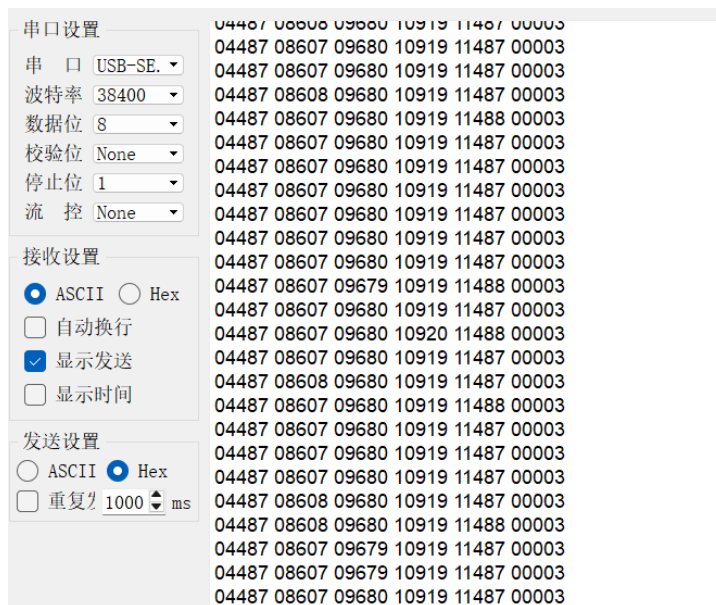 串口设置
串 口 USB-SE.
波特率 38400
数据位 8
校验位 None
停止位 1
流 控 None
接收设置
ASCII Hex
自动换行
显示发送
显示时间
发送设置
ASCII Hex
重复发 1000 ms
04487 08608 09680 10919 11487 00003
04487 08607 09680 10919 11487 00003
04487 08607 09680 10919 11487 00003
04487 08608 09680 10919 11487 00003
04487 08607 09680 10919 11488 00003
04487 08607 09680 10919 11487 00003
04487 08607 09680 10919 11487 00003
04487 08607 09680 10919 11487 00003
04487 08607 09680 10919 11487 00003
04487 08607 09680 10919 11487 00003
04487 08607 09680 10919 11487 00003
04487 08607 09679 10919 11488 00003
04487 08607 09680 10919 11487 00003
04487 08607 09680 10920 11488 00003
04487 08607 09680 10919 11487 00003
04487 08608 09680 10919 11487 00003
04487 08607 09680 10919 11488 00003
04487 08607 09680 10919 11487 00003
04487 08607 09680 10919 11487 00003
04487 08607 09680 10919 11487 00003
04487 08608 09680 10919 11487 00003
04487 08608 09680 10919 11488 00003
04487 08607 09679 10919 11487 00003
04487 08607 09679 10919 11487 00003
04487 08607 09680 10919 11487 00003